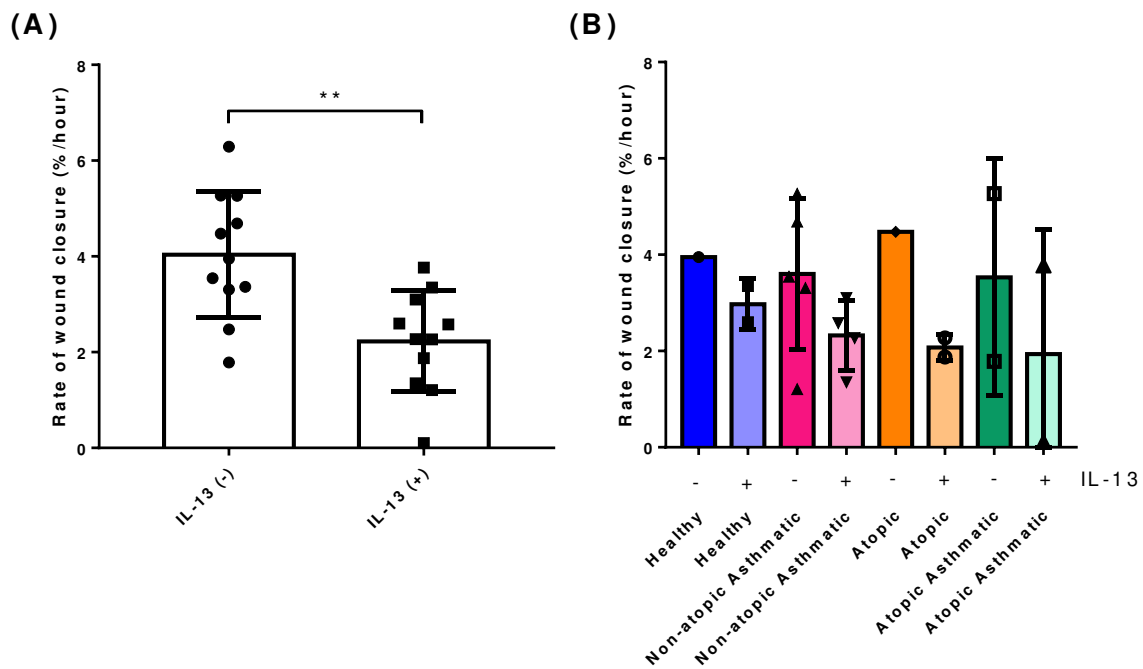 (A)
Rate of wound closure (%/hour)
8
6
4
2
0
**
IL-13 (-)
IL-13 (+)
(B)
Rate of wound closure (%/hour)
8
6
4
2
0
- + - + - + - + IL-13
Healthy
Healthy
Non-atopic Asthmatic
Non-atopic Asthmatic
Atopic
Atopic
Atopic Asthmatic
Atopic Asthmatic